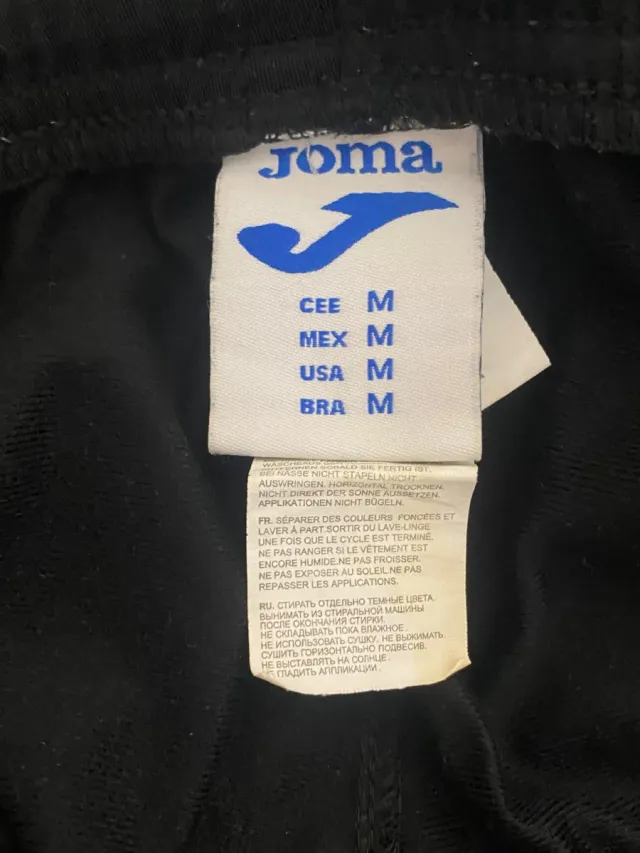 Joma
CEE M
MEX M
USA M
BRA M
SOBALD SIE FERTIG IST.
BEI NÄSSE NICHT STAPELN NICHT
AUSWRINGEN. HORIZONTAL TROCKNEN.
NICHT DIREKT DER SONNE AUSSETZEN.
APPLIKATIONEN NICHT BÜGELN.
FR. SÉPARER DES COULEURS FONCÉES ET
LAVER À PART.SORTIR DU LAVE-LINGE
UNE FOIS QUE LE CYCLE EST TERMINÉ.
NE PAS RANGER SI LE VÊTEMENT EST
ENCORE HUMIDE.NE PAS FROISSER.
NE PAS EXPOSER AU SOLEIL.NE PAS
REPASSER LES APPLICATIONS.
RU. СТИРАТЬ ОТДЕЛЬНО ТЕМНЫЕ ЦВЕТА.
ВЫНИМАТЬ ИЗ СТИРАЛЬНОЙ МАШИНЫ
ПОСЛЕ ОКОНЧАНИЯ СТИРКИ.
НЕ СКЛАДЫВАТЬ ПОКА ВЛАЖНОЕ.
НЕ ИСПОЛЬЗОВАТЬ СУШКУ. НЕ ВЫЖИМАТЬ.
СУШИТЬ ГОРИЗОНТАЛЬНО ПОДВЕСИВ.
НЕ ВЫСТАВЛЯТЬ НА СОЛНЦЕ.
ГЛАДИТЬ АППЛИКАЦИИ.